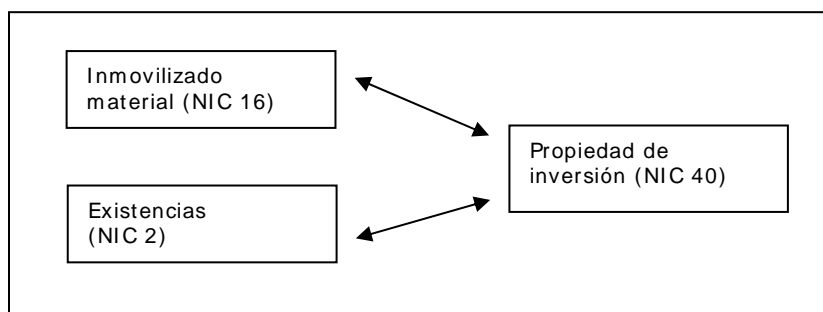 Inmovilizado
material (NIC 16)
Existencias
(NIC 2)
Propiedad de
inversión (NIC 40)